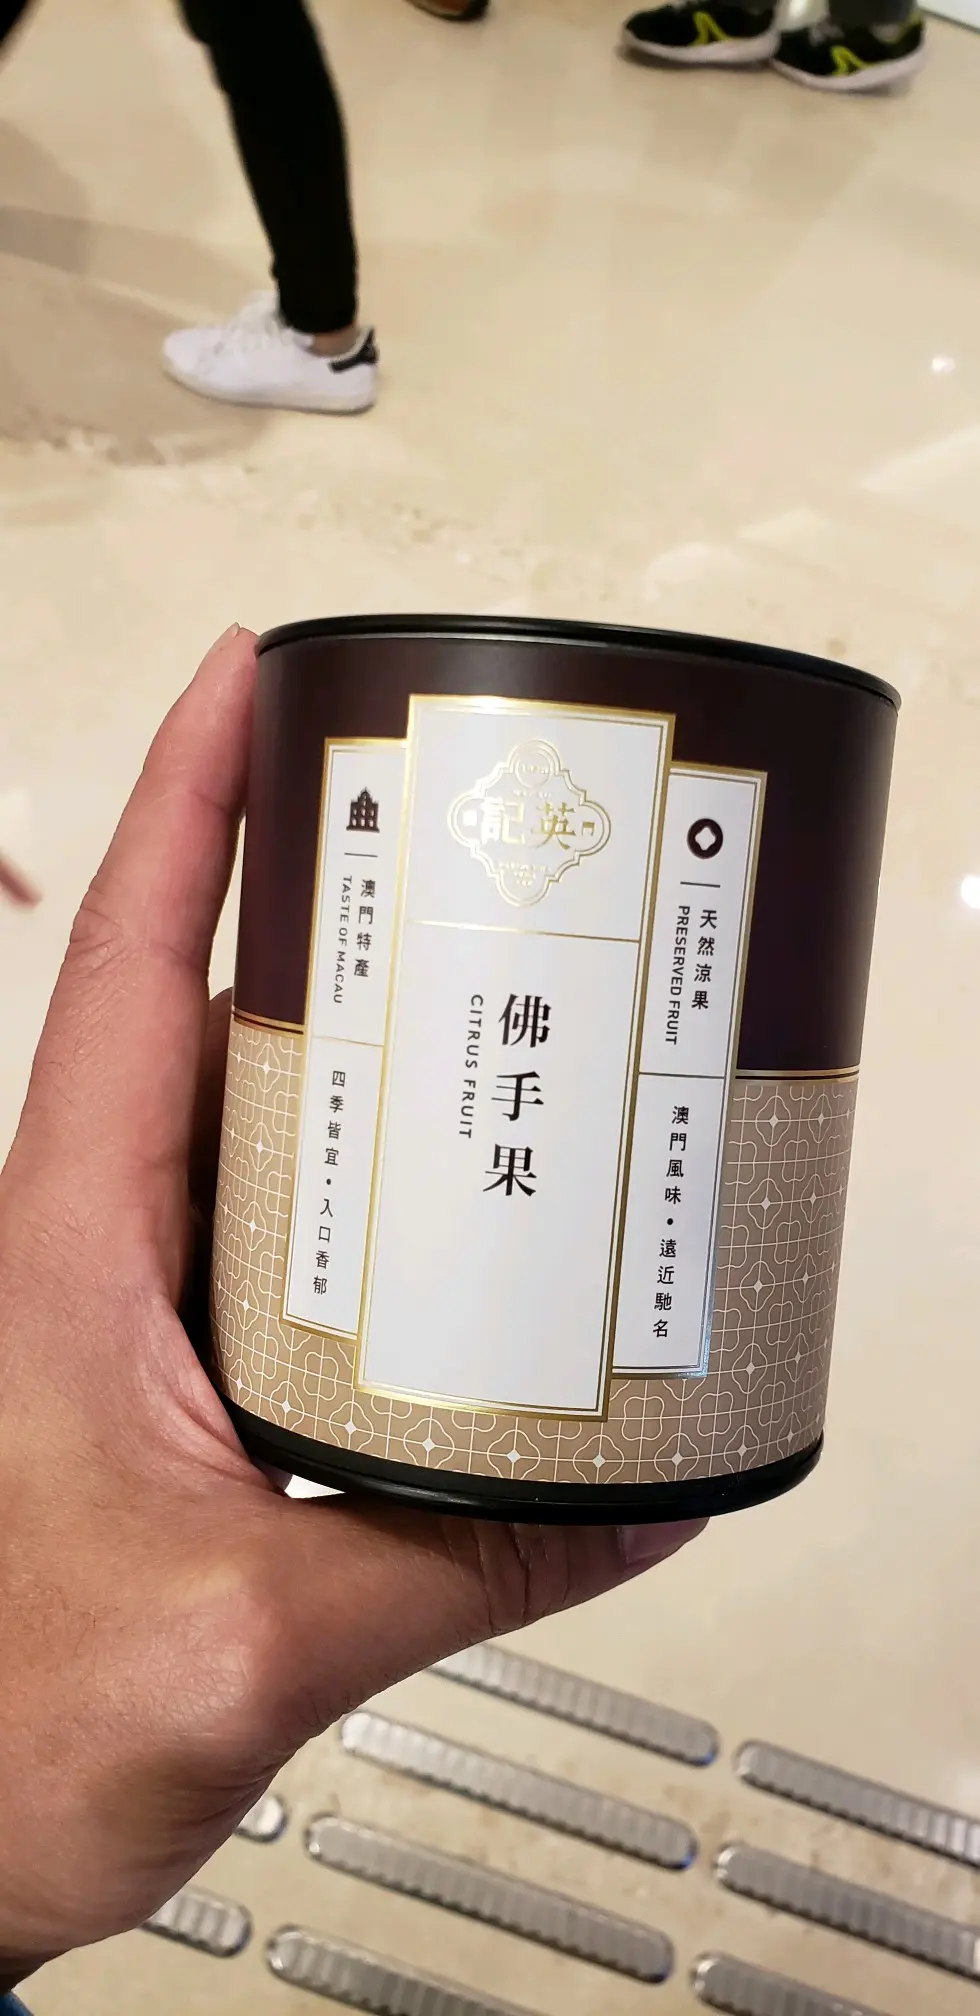 記英
佛手果
CITRUS FRUIT
天然涼果
PRESERVED FRUIT
澳門風味•遠近馳名
澳門特產
TASTE OF MACAU
四季皆宜•入口香郁